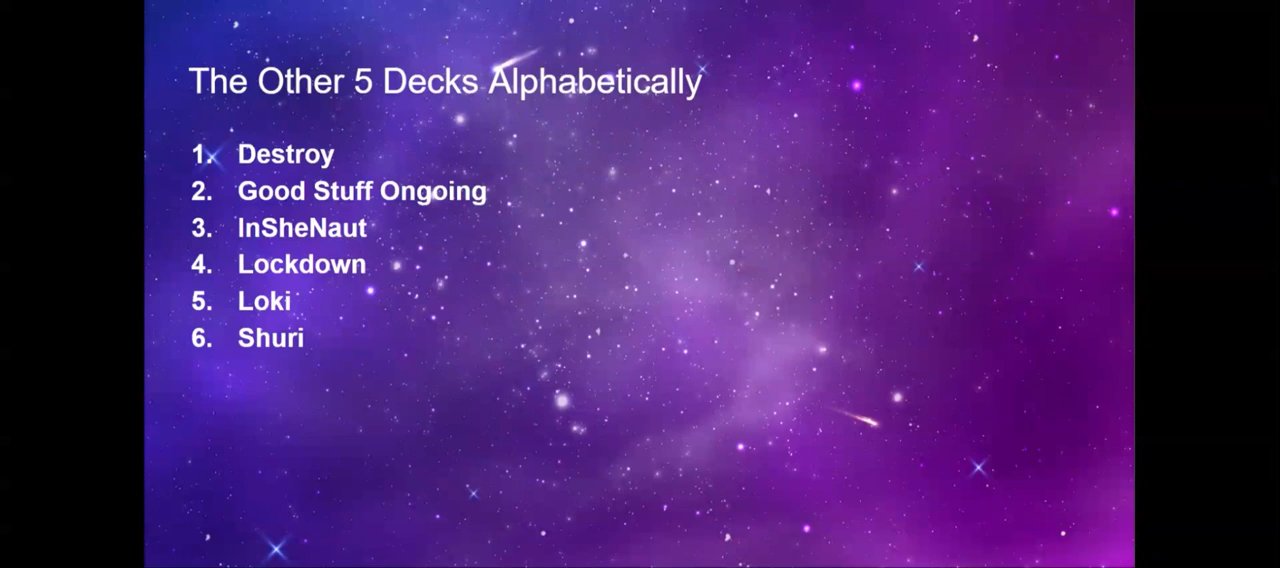 The Other 5 Decks Alphabetically
1. Destroy
2. Good Stuff Ongoing
3. InSheNaut
4. Lockdown
5. Loki
6. Shuri